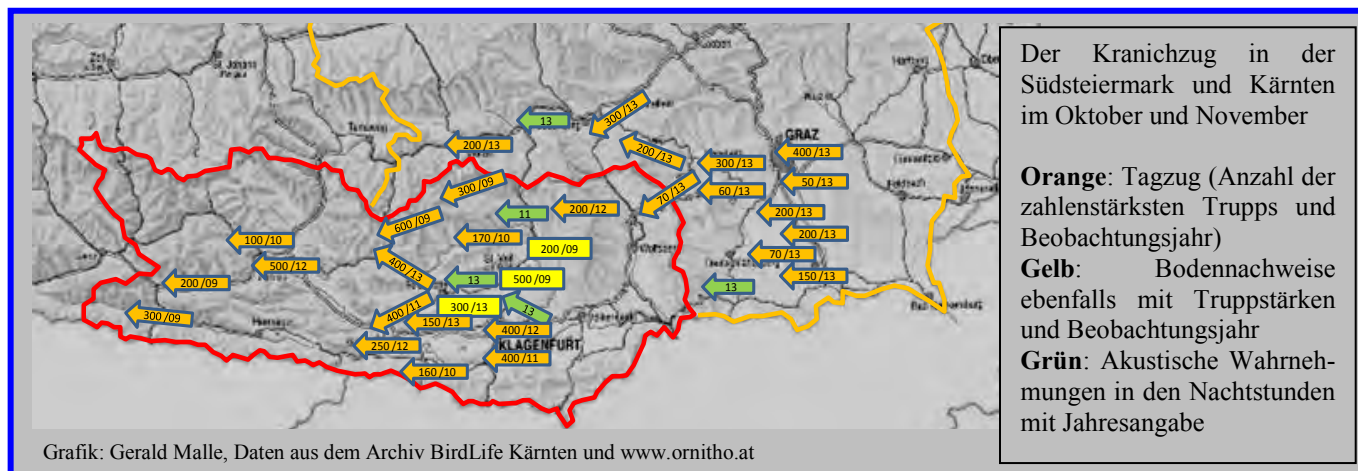 200/13
13
300/13
200/13
300/13
60/13
GRAZ
400/13
50/13
200/13
200/13
70/13
150/13
13
300/09
600/09
11
200/12
70/13
170/10
200/09
100/10
500/12
400/13
13
500/09
200/09
300/09
400/11
300/13
13
150/13
400/12
KLAGENFURT
250/12
400/11
160/10
Der Kranichzug in der
Südsteiermark und Kärnten
im Oktober und November
Orange: Tagzug (Anzahl der
zahlenstärksten Trupps und
Beobachtungsjahr)
Gelb: Bodennachweise
ebenfalls mit Truppstärken
und Beobachtungsjahr
Grün: Akustische Wahrneh-
mungen in den Nachtstunden
mit Jahresangabe
Grafik: Gerald Malle, Daten aus dem Archiv BirdLife Kärnten und www.ornitho.at